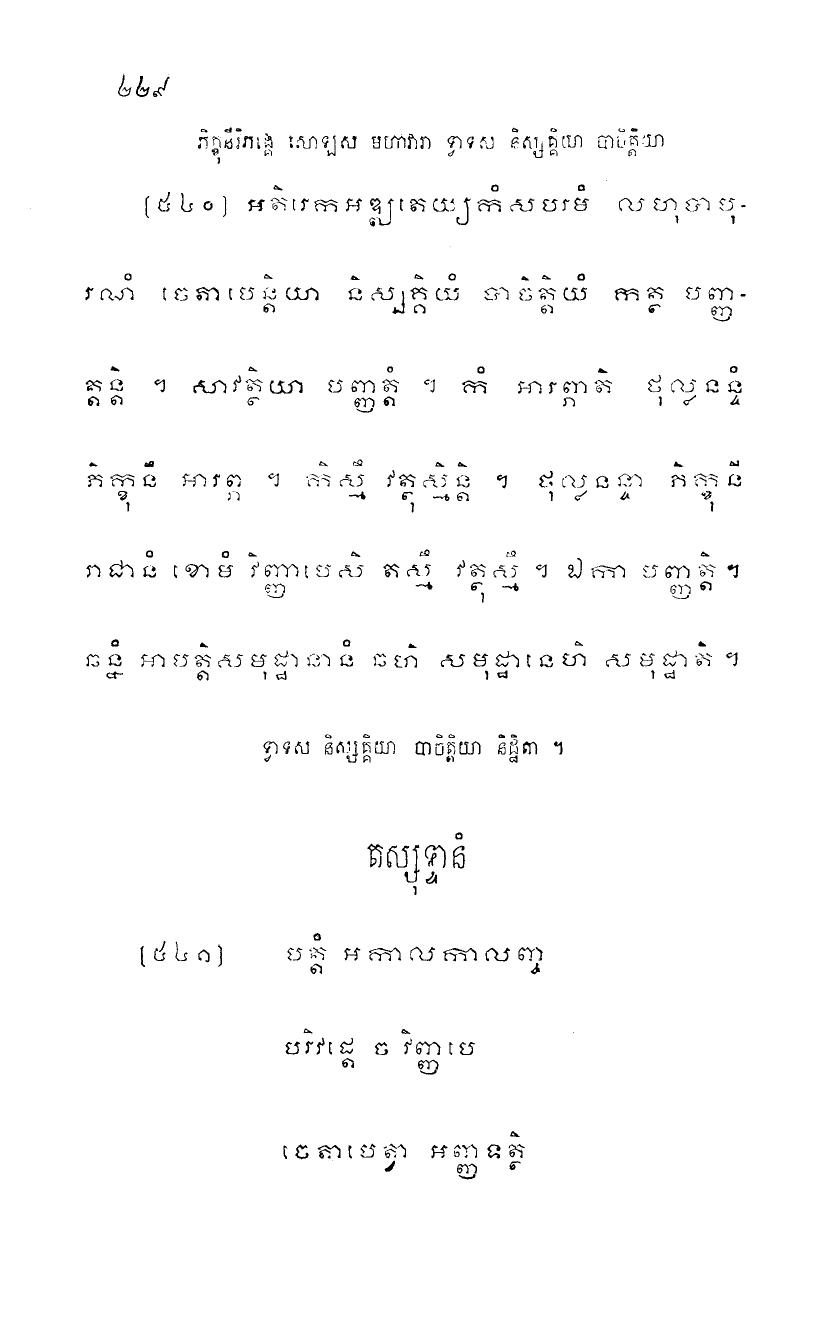 ២២៩
ភិក្ខុនីវិភង្គេ សោឡស មហាវារា ទ្វាទស និស្សគ្គិយា បាចិត្តិយា
(៥៤០) អតិរេកអឌ្ឍតេយ្យកំសបរមំ លហុបាបុ-
រណំ ចេតាបេន្តិយា និស្សគ្គិយំ បាចិត្តិយំ កត្ថ បញ្ញ-
ត្តន្តិ ។ សាវត្ថិយា បញ្ញត្តំ ។ កំ អារព្ភាតិ ថុល្លនន្ទំ
ភិក្ខុនឹ អារព្ភ ។ កិស្មឹ វត្ថុស្មិន្តិ ។ ថុល្លនន្ទា ភិក្ខុនី
រាជានំ ខោមំ វិញ្ញាបេសិ តស្មឹ វត្ថុស្មឹ ។ ឯកា បញ្ញត្តិ ។
ឆន្នំ អាបត្តិសមុដ្ឋានានំ ឆហិ សមុដ្ឋានេហិ សមុដ្ឋាតិ ។
ទ្វាទស និស្សគ្គិយា បាចិត្តិយា និដ្ឋិតា ។
តស្សុទ្ទានំ
(៥៤១) បត្តំ អកាលកាលញ្ច
បរិវដ្តេ ច វិញ្ញាបេ
ចេតាបេត្វា អញ្ញទត្ថិ